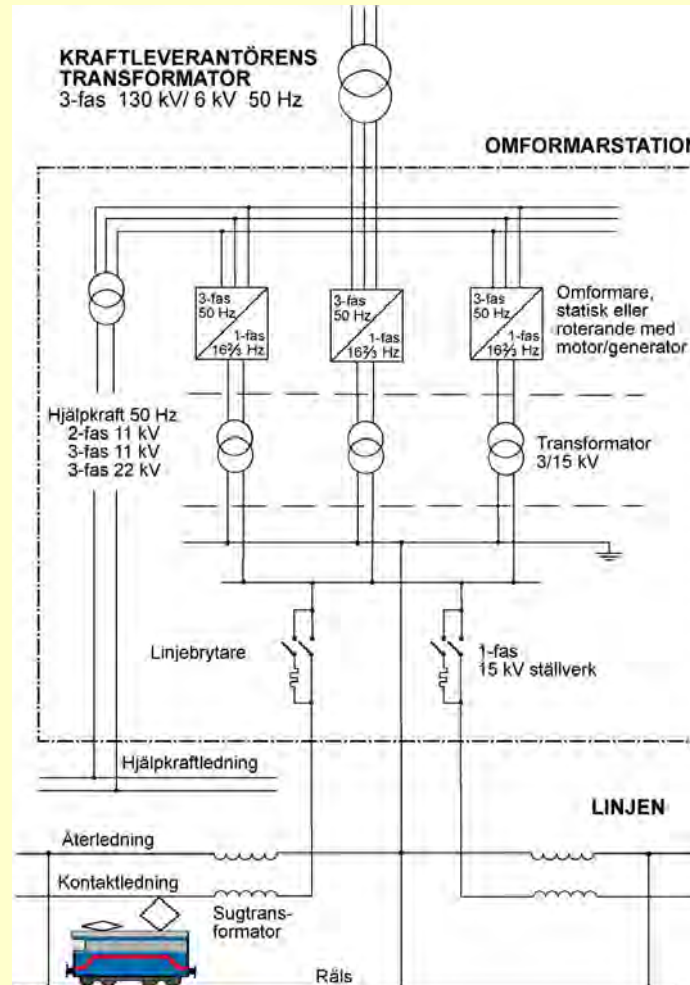 KRAFTLEVERANTÖRENS
TRANSFORMATOR
3-fas 130 kV/ 6 kV 50 Hz
OMFORMARSTATION
3-fas
50 Hz
1-fas
16⅔ Hz
3-fas
50 Hz
1-fas
16⅔ Hz
3-fas
50 Hz
1-fas
16⅔ Hz
Omformare,
statisk eller
roterande med
motor/generator
Hjälpkraft 50 Hz
2-fas 11 kV
3-fas 11 kV
3-fas 22 kV
Transformator
3/15 kV
Linjebrytare
1-fas
15 kV ställverk
Hjälpkraftledning
LINJEN
Återledning
Kontaktledning
Sugtrans-
formator
Räls